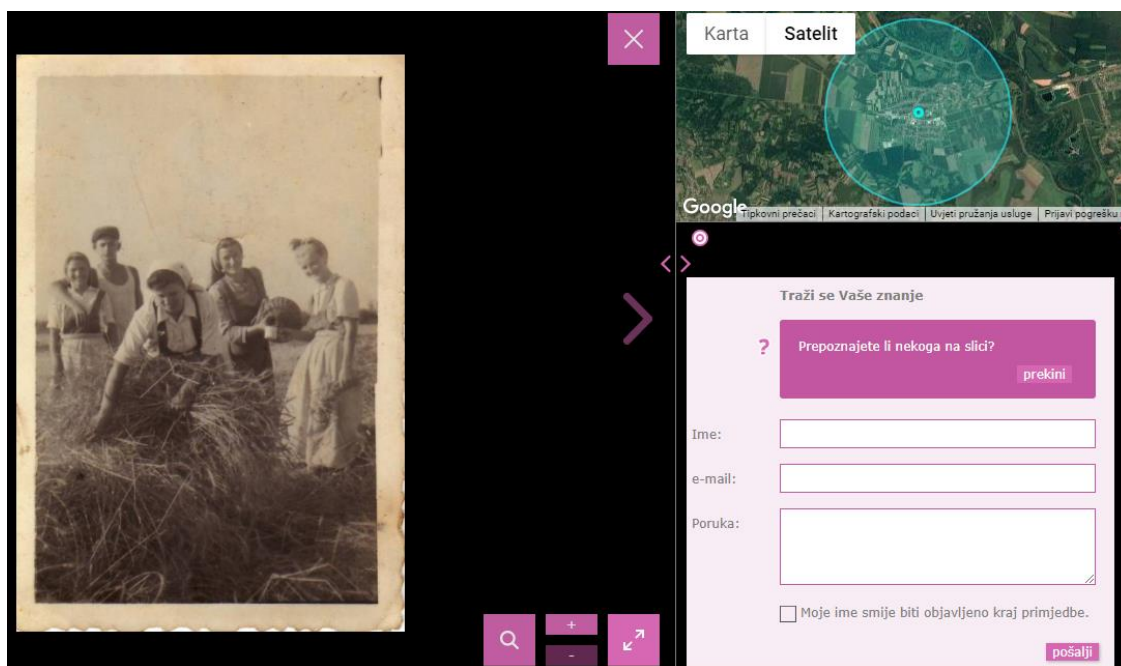 Karta
Satelit
Google
Tipkovni prečaci
Kartografski podaci
Uvjeti pružanja usluge
Prijavi pogrešku
Traži se Vaše znanje
?
Prepoznajete li nekoga na slici?
prekini
Ime:
e-mail:
Poruka:
Moje ime smije biti objavljeno kraj primjedbe.
pošalji
+
-